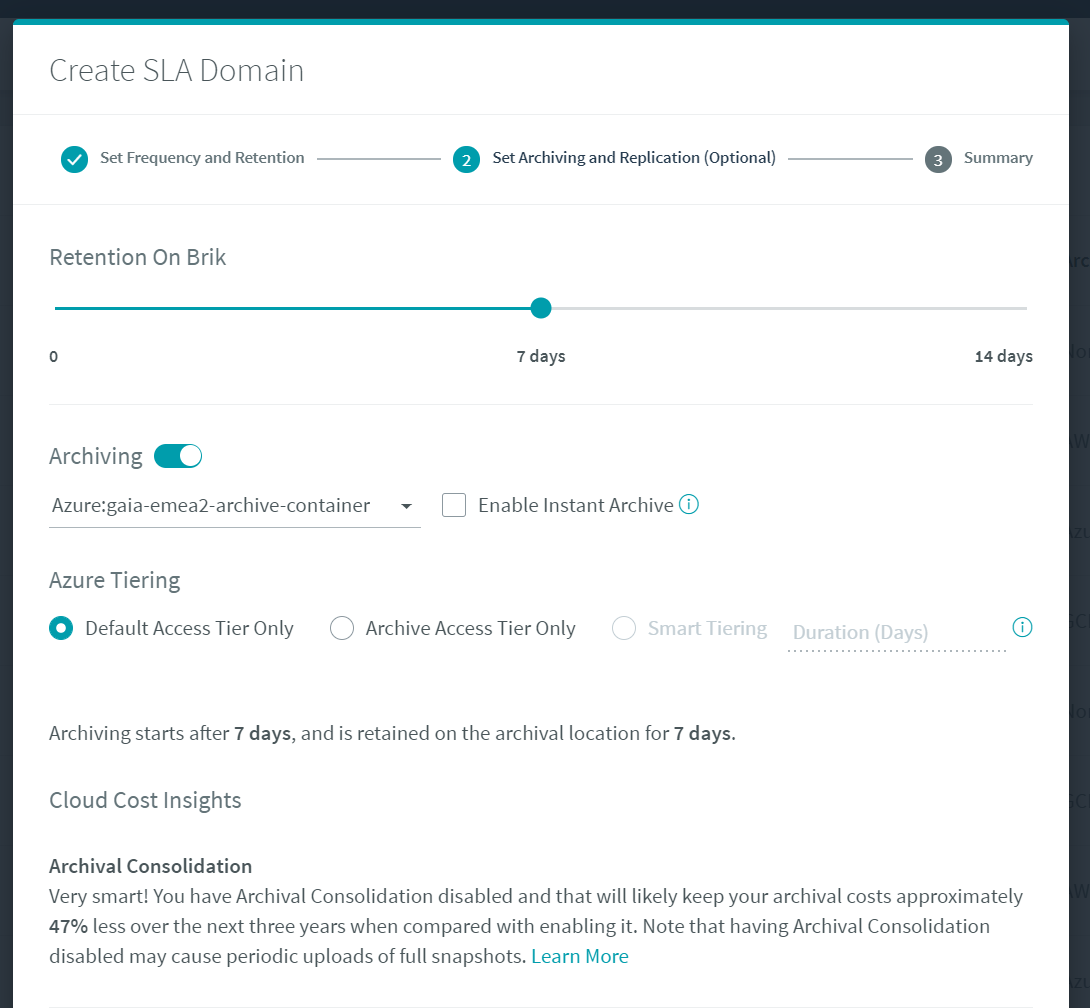 Create SLA Domain
Set Frequency and Retention
2 Set Archiving and Replication (Optional)
3 Summary
Retention On Brik
0 7 days 14 days
Archiving
Azure:gaia-emea2-archive-container Enable Instant Archive
Azure Tiering
Default Access Tier Only Archive Access Tier Only Smart Tiering Duration (Days)
Archiving starts after 7 days, and is retained on the archival location for 7 days.
Cloud Cost Insights
Archival Consolidation
Very smart! You have Archival Consolidation disabled and that will likely keep your archival costs approximately
47% less over the next three years when compared with enabling it. Note that having Archival Consolidation
disabled may cause periodic uploads of full snapshots. Learn More